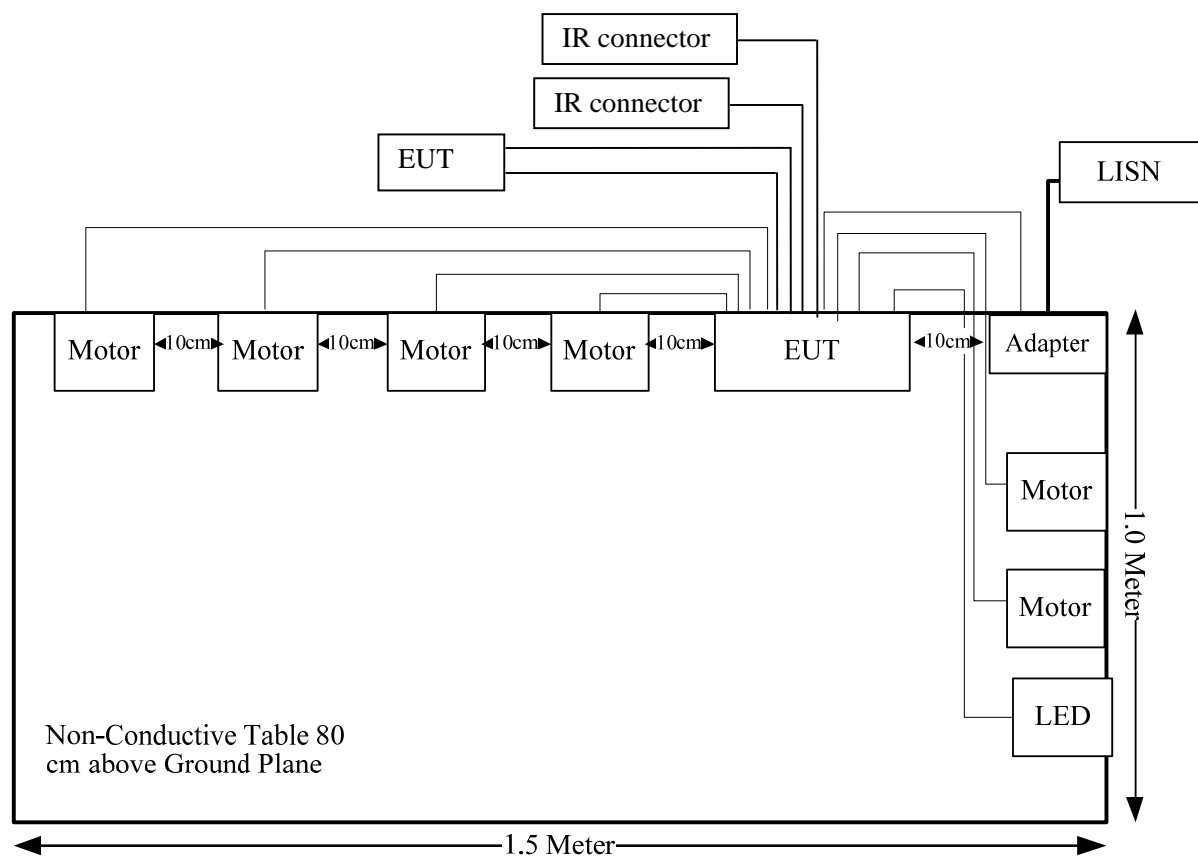 IR connector
IR connector
EUT
LISN
Motor
10cm
Motor
10cm
Motor
10cm
Motor
10cm
EUT
10cm
Adapter
Motor
Motor
LED
1.0 Meter
Non-Conductive Table 80
cm above Ground Plane
1.5 Meter